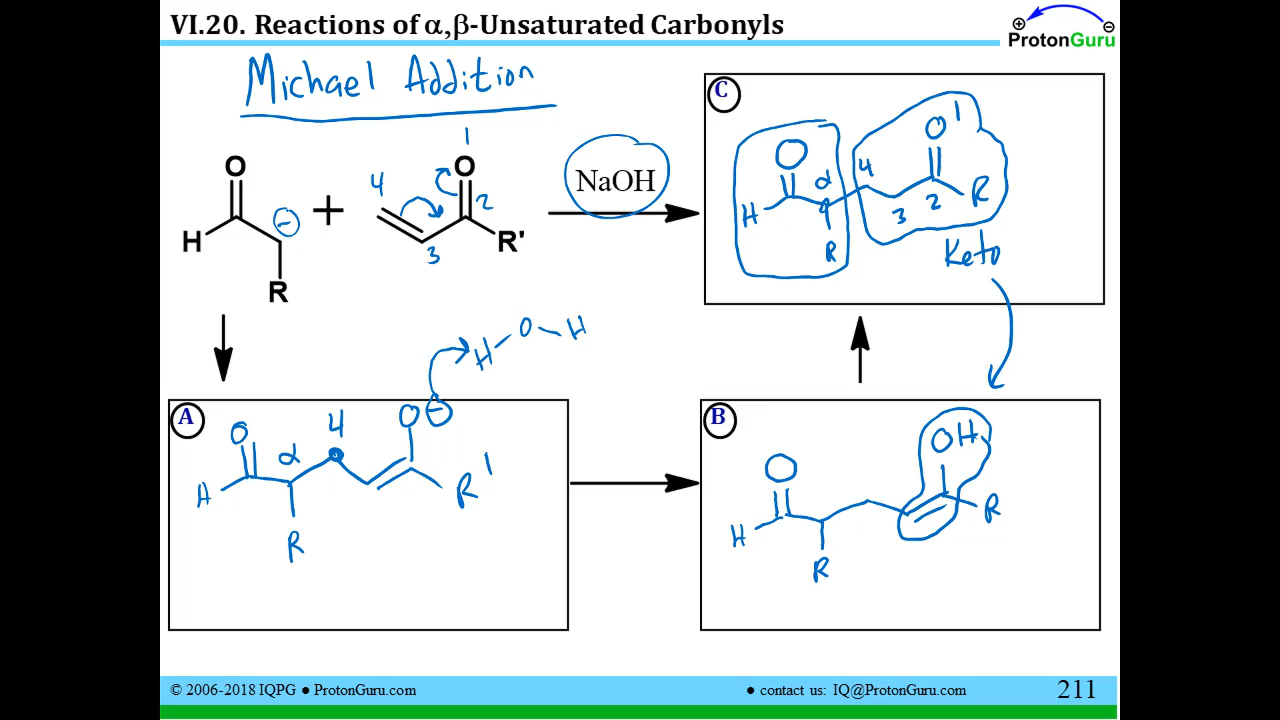 VI.20. Reactions of α,β-Unsaturated Carbonyls
⊕ ⊖
ProtonGuru
Michael Addition
O
H
⊖
R
+
4
1
O
2
3
R'
NaOH
C
O
H
α
R
4
3
2
O
1
R
Keto
H O H
A
O
H
α
R
4
O ⊖
R'
B
O
H
R
OH
R
© 2006-2018 IQPG ● ProtonGuru.com
● contact us: IQ@ProtonGuru.com
211